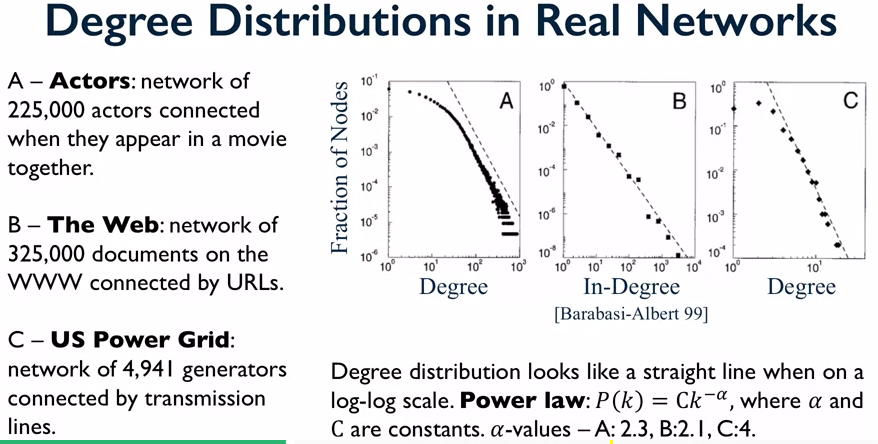 Degree Distributions in Real Networks
A – Actors: network of
225,000 actors connected
when they appear in a movie
together.
B – The Web: network of
325,000 documents on the
WWW connected by URLs.
C – US Power Grid:
network of 4,941 generators
connected by transmission
lines.
Fraction of Nodes
10^-1
10^-2
10^-3
10^-4
10^-5
10^-6
10^0 10^1 10^2 10^3
A
Degree
10^0
10^-2
10^-4
10^-6
10^-8
10^0 10^1 10^2 10^3 10^4
B
In-Degree
[Barabasi-Albert 99]
10^0
10^-1
10^-2
10^-3
10^-4
10^0 10^1
C
Degree
Degree distribution looks like a straight line when on a
log-log scale. Power law: P(k) = Ck^−α, where α and
C are constants. α-values – A: 2.3, B:2.1, C:4.